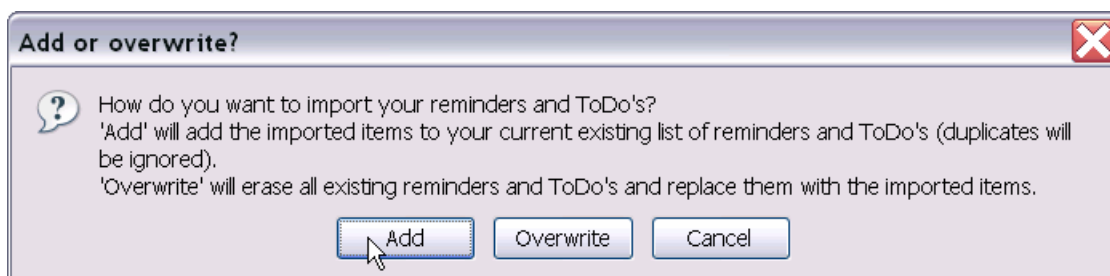 Add or overwrite?
How do you want to import your reminders and ToDo's?
'Add' will add the imported items to your current existing list of reminders and ToDo's (duplicates will
be ignored).
'Overwrite' will erase all existing reminders and ToDo's and replace them with the imported items.
Add Overwrite Cancel